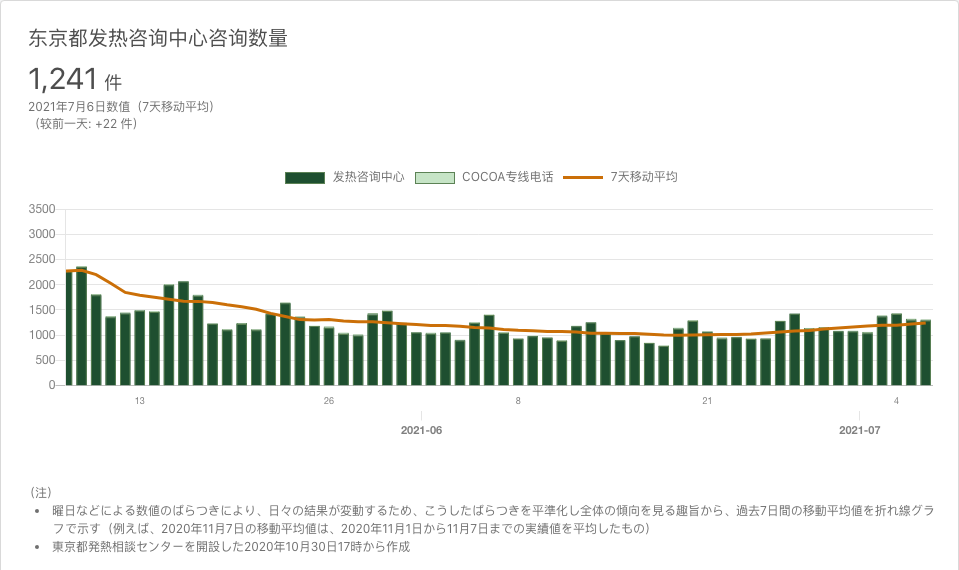 东京都发热咨询中心咨询数量
1,241 件
2021年7月6日数值（7天移动平均）
（较前一天: +22 件）
发热咨询中心 COCOA专线电话 7天移动平均
3500
3000
2500
2000
1500
1000
500
0
13 26 8 21 4
2021-06 2021-07
（注）
• 曜日などによる数値のばらつきにより、日々の結果が変動するため、こうしたばらつきを平準化し全体の傾向を見る趣旨から、過去7日間の移動平均値を折れ線グラ
フで示す（例えば、2020年11月7日の移動平均値は、2020年11月1日から11月7日までの実績値を平均したもの）
• 東京都発熱相談センターを開設した2020年10月30日17時から作成